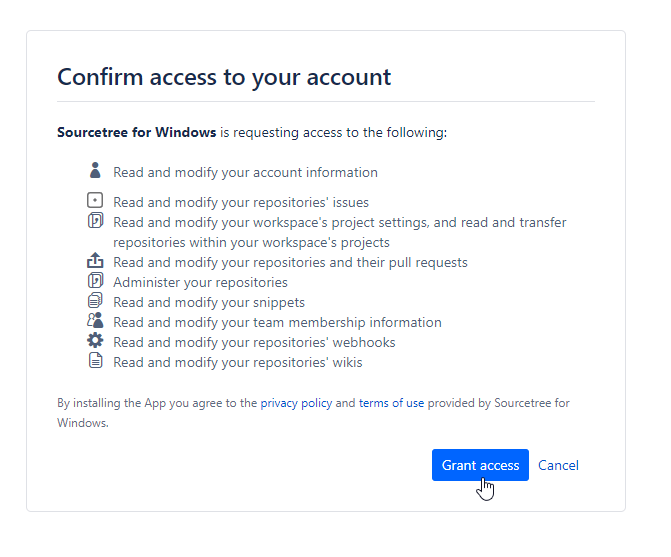 Confirm access to your account
Sourcetree for Windows is requesting access to the following:
Read and modify your account information
Read and modify your repositories' issues
Read and modify your workspace's project settings, and read and transfer
repositories within your workspace's projects
Read and modify your repositories and their pull requests
Administer your repositories
Read and modify your snippets
Read and modify your team membership information
Read and modify your repositories' webhooks
Read and modify your repositories' wikis
By installing the App you agree to the privacy policy and terms of use provided by Sourcetree for
Windows.
Grant access Cancel